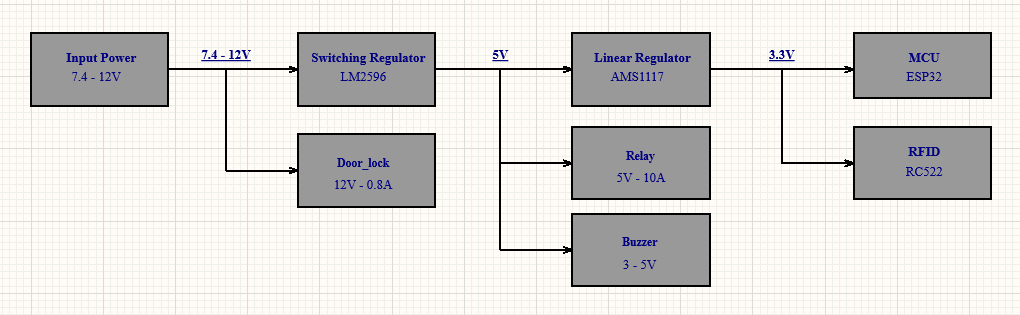 Input Power
7.4 - 12V
7.4 - 12V
Switching Regulator
LM2596
5V
Linear Regulator
AMS1117
3.3V
MCU
ESP32
Door_lock
12V - 0.8A
Relay
5V - 10A
RFID
RC522
Buzzer
3 - 5V